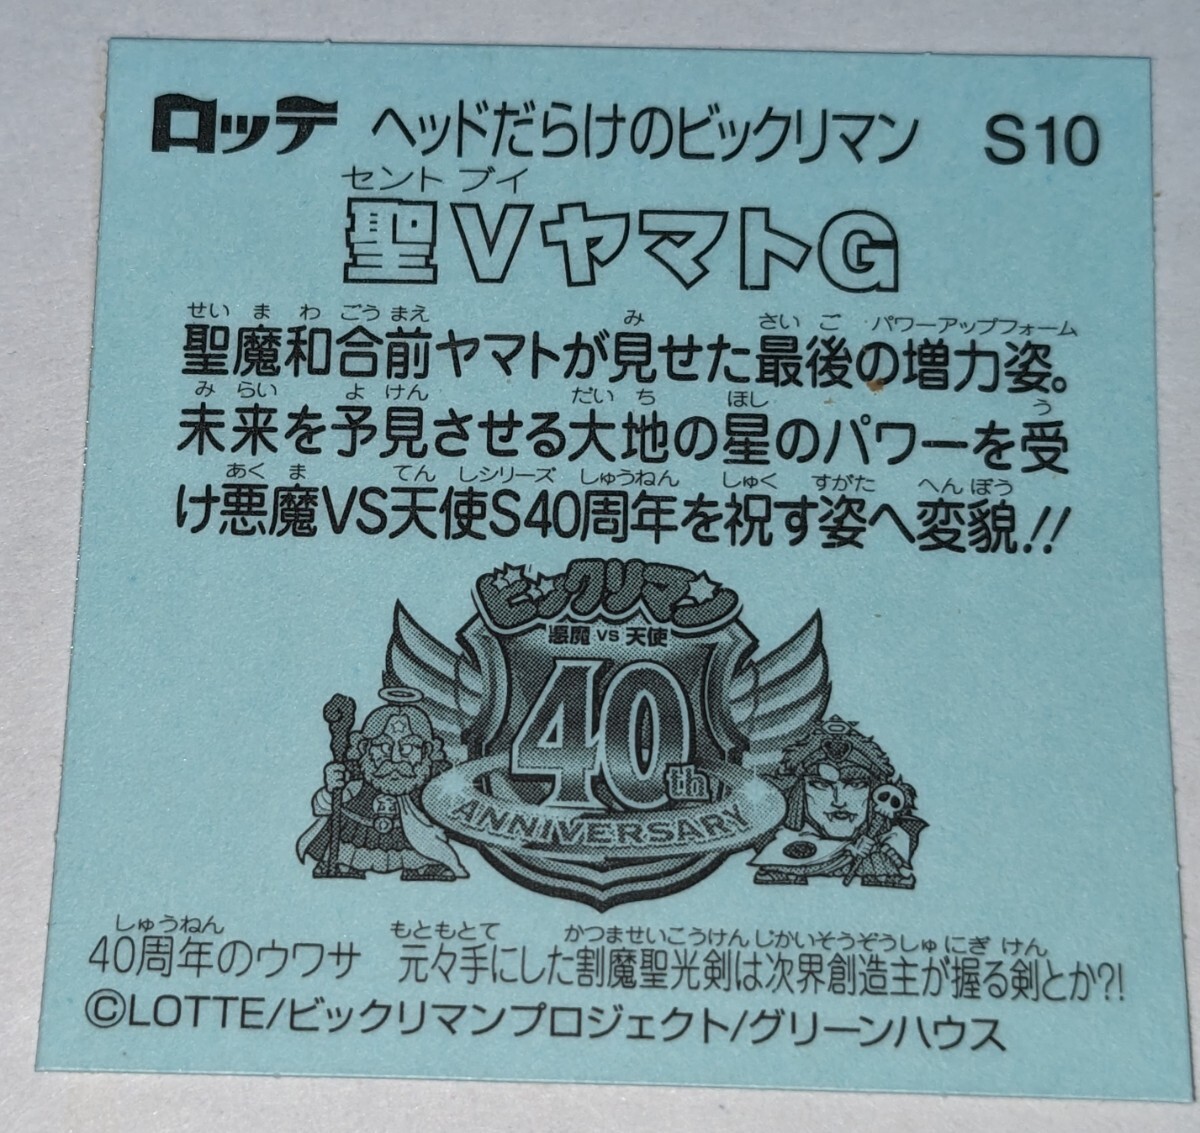 ロッテ ヘッドだらけのビックリマン S10
セント ブイ
聖VヤマトG
せい ま わ ごう まえ み さい ご パワーアップフォーム
聖魔和合前ヤマトが見せた最後の増力姿。
み らい よ けん だい ち ほし う
未来を予見させる大地の星のパワーを受
あく ま てん し シリーズ しゅうねん しゅく すがた へん ぼう
け悪魔VS天使S40周年を祝す姿へ変貌!!
ビックリマン
悪魔 VS 天使
40th
ANNIVERSARY
しゅうねん もともとて かつませいこうけん じかいそうぞうしゅ にぎ けん
40周年のウワサ 元々手にした割魔聖光剣は次界創造主が握る剣とか?!
©LOTTE/ビックリマンプロジェクト/グリーンハウス